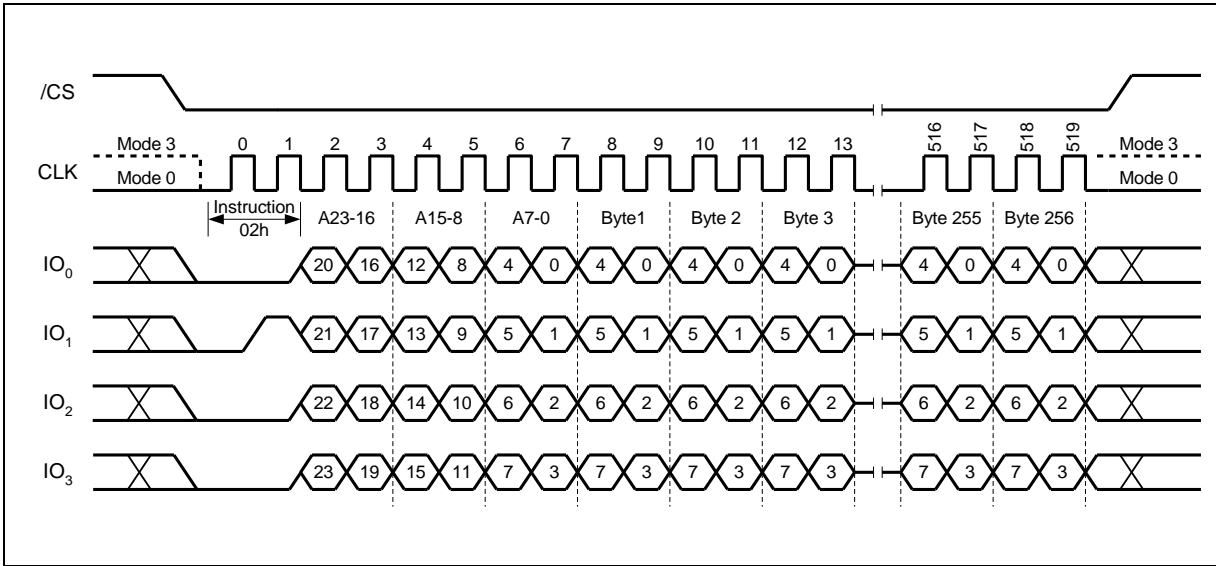 /CS
Mode 3 0 1 2 3 4 5 6 7 8 9 10 11 12 13 516 517 518 519 Mode 3
CLK
Mode 0 Mode 0
Instruction
02h
A23-16 A15-8 A7-0 Byte1 Byte 2 Byte 3 Byte 255 Byte 256
IO0 20 16 12 8 4 0 4 0 4 0 4 0 4 0 4 0
IO1 21 17 13 9 5 1 5 1 5 1 5 1 5 1 5 1
IO2 22 18 14 10 6 2 6 2 6 2 6 2 6 2 6 2
IO3 23 19 15 11 7 3 7 3 7 3 7 3 7 3 7 3